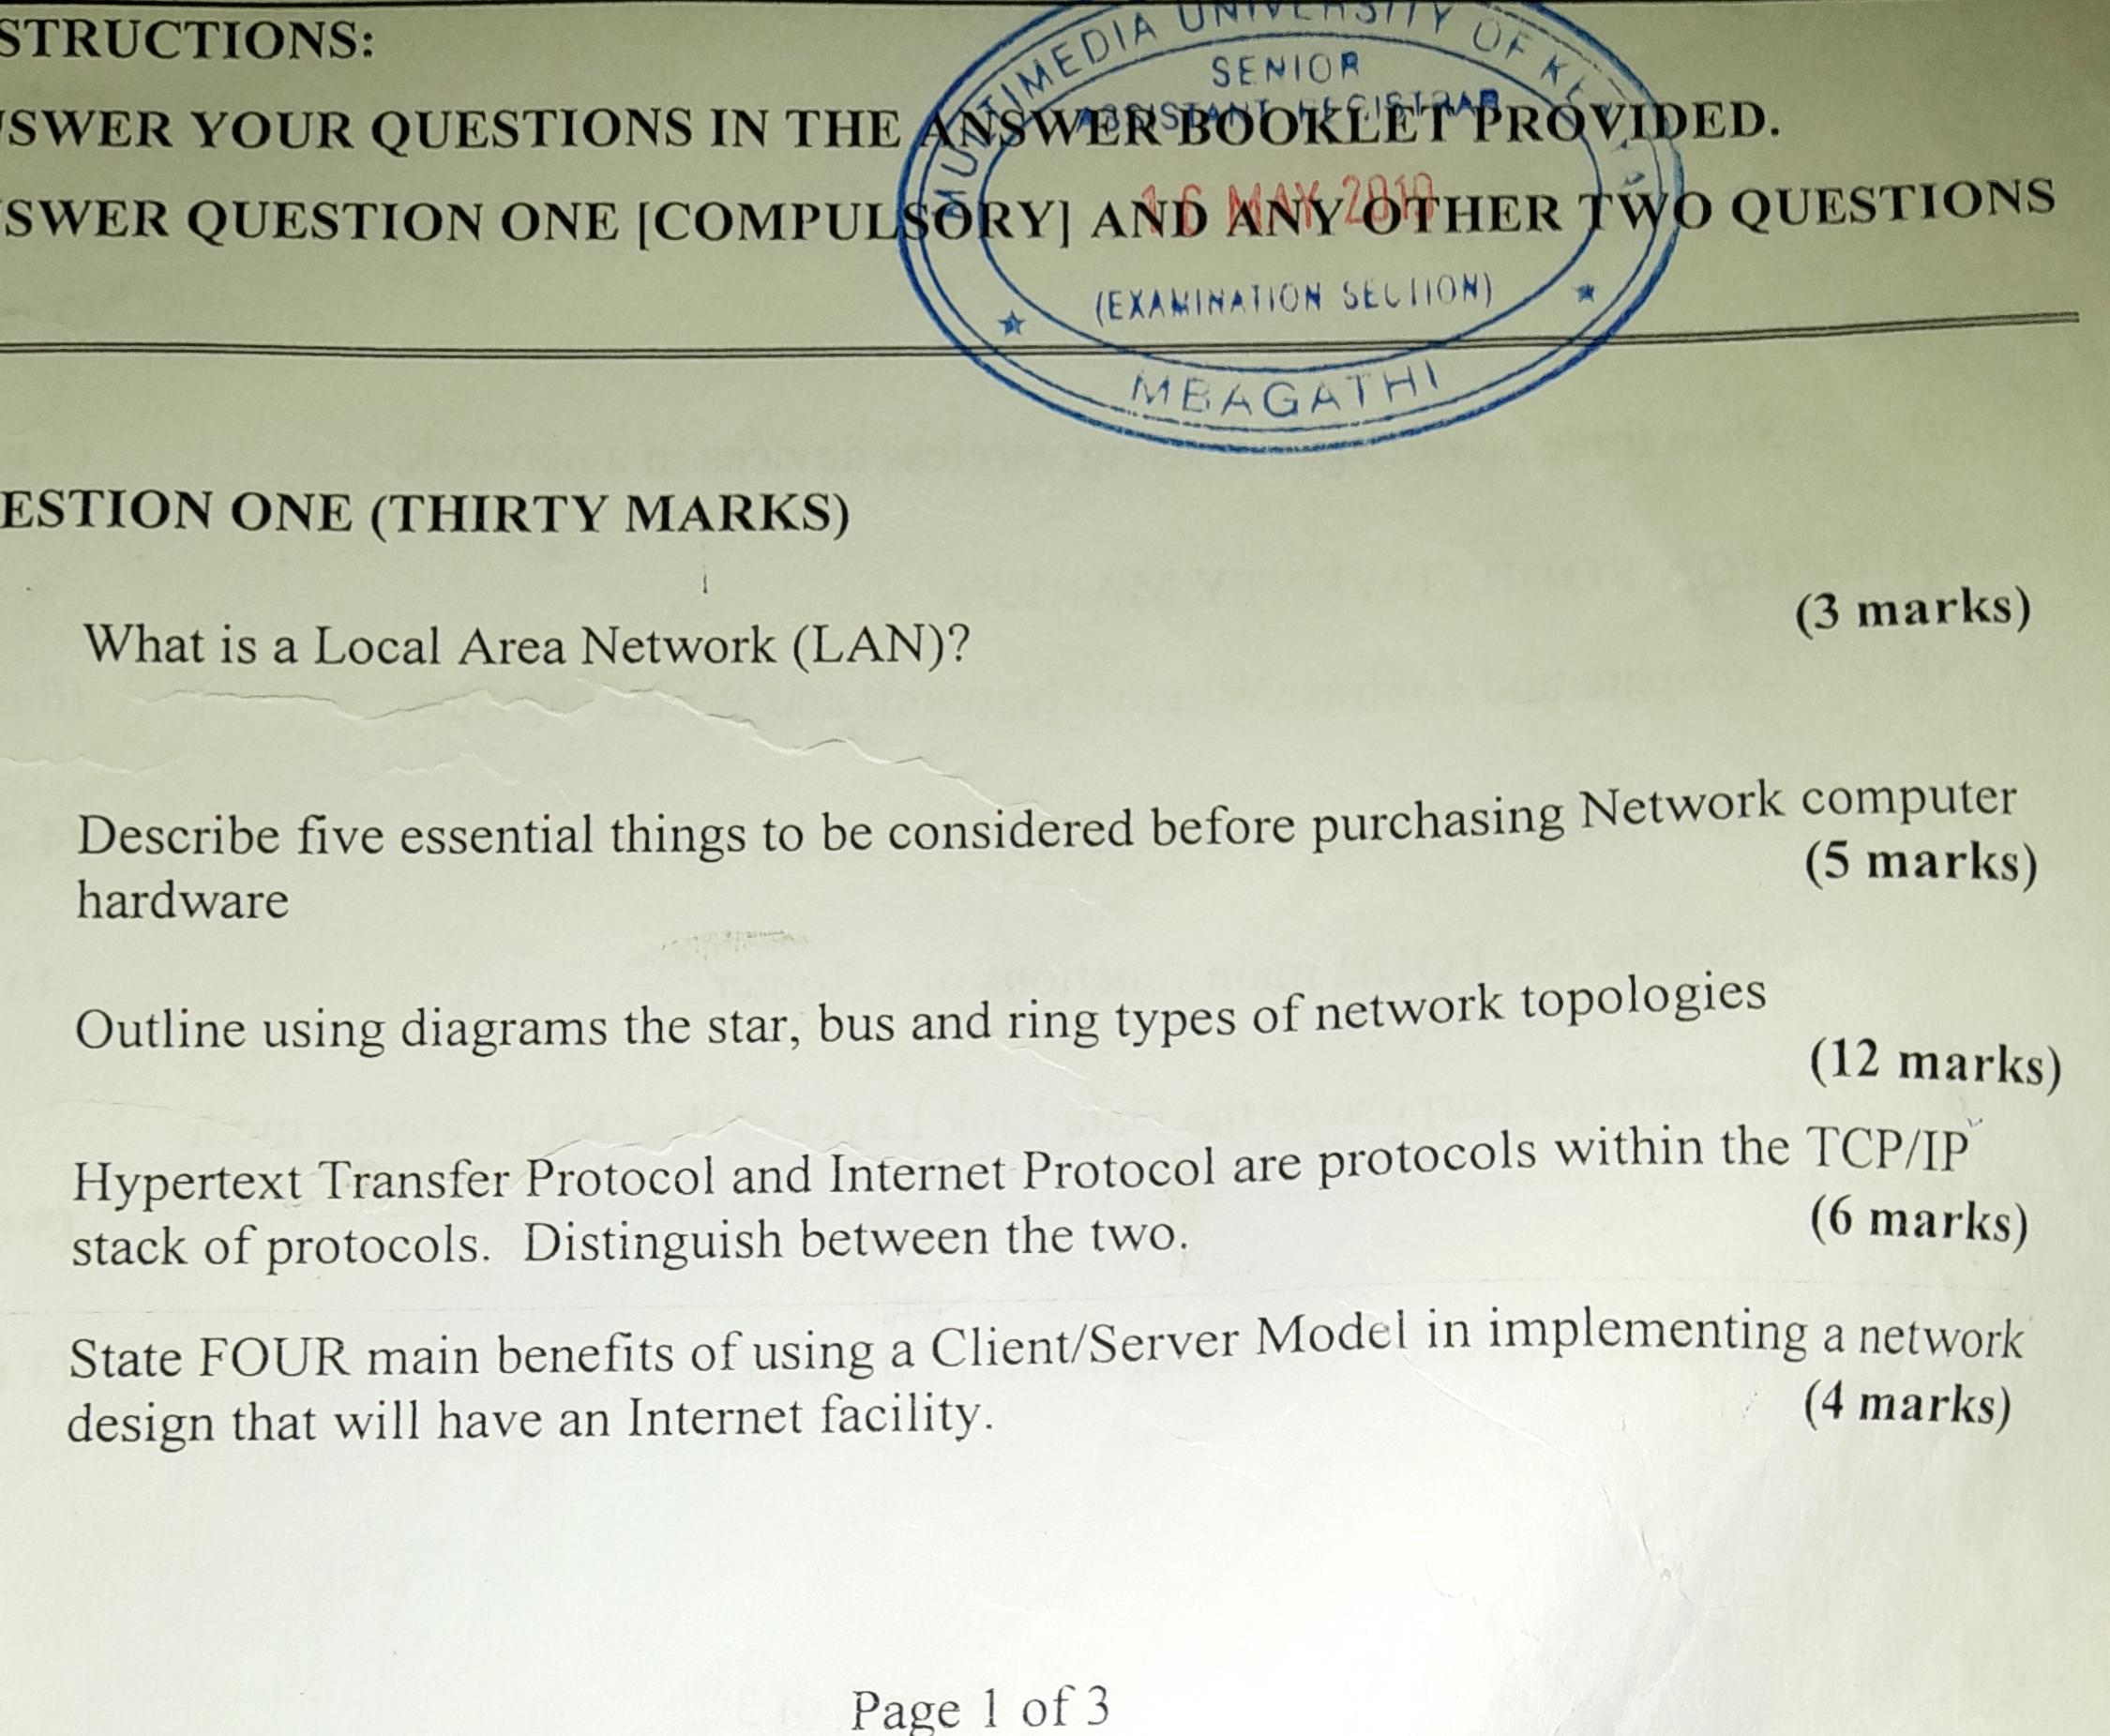 STRUCTIONS:
SWER YOUR QUESTIONS IN THE ANSWER BOOKLET PROVIDED.
SWER QUESTION ONE [COMPULSORY] AND ANY OTHER TWO QUESTIONS
MULTIMEDIA UNIVERSITY OF
SENIOR
ASSISTANT REGISTRAR
16 MAY
(EXAMINATION SECTION)
MBAGATHI
ESTION ONE (THIRTY MARKS)
What is a Local Area Network (LAN)? (3 marks)
Describe five essential things to be considered before purchasing Network computer
hardware (5 marks)
Outline using diagrams the star, bus and ring types of network topologies
(12 marks)
Hypertext Transfer Protocol and Internet Protocol are protocols within the TCP/IP
stack of protocols. Distinguish between the two. (6 marks)
State FOUR main benefits of using a Client/Server Model in implementing a network
design that will have an Internet facility. (4 marks)
Page 1 of 3